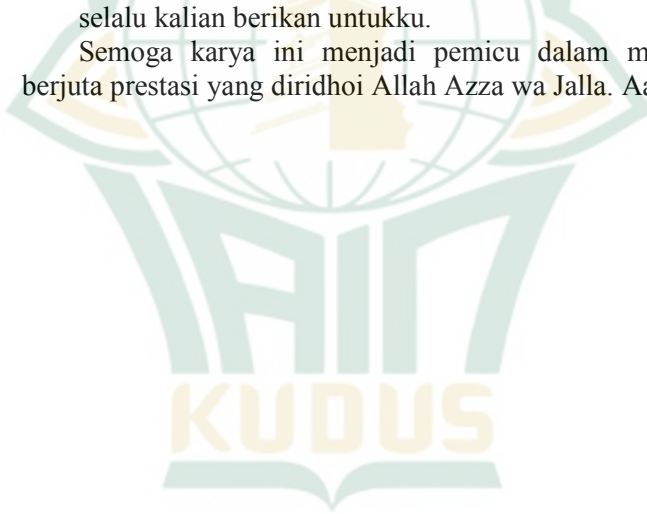 selalu kalian berikan untukku.
Semoga karya ini menjadi pemicu dalam
berjuta prestasi yang diridhoi Allah Azza wa Jalla.
IAIN
KUDUS